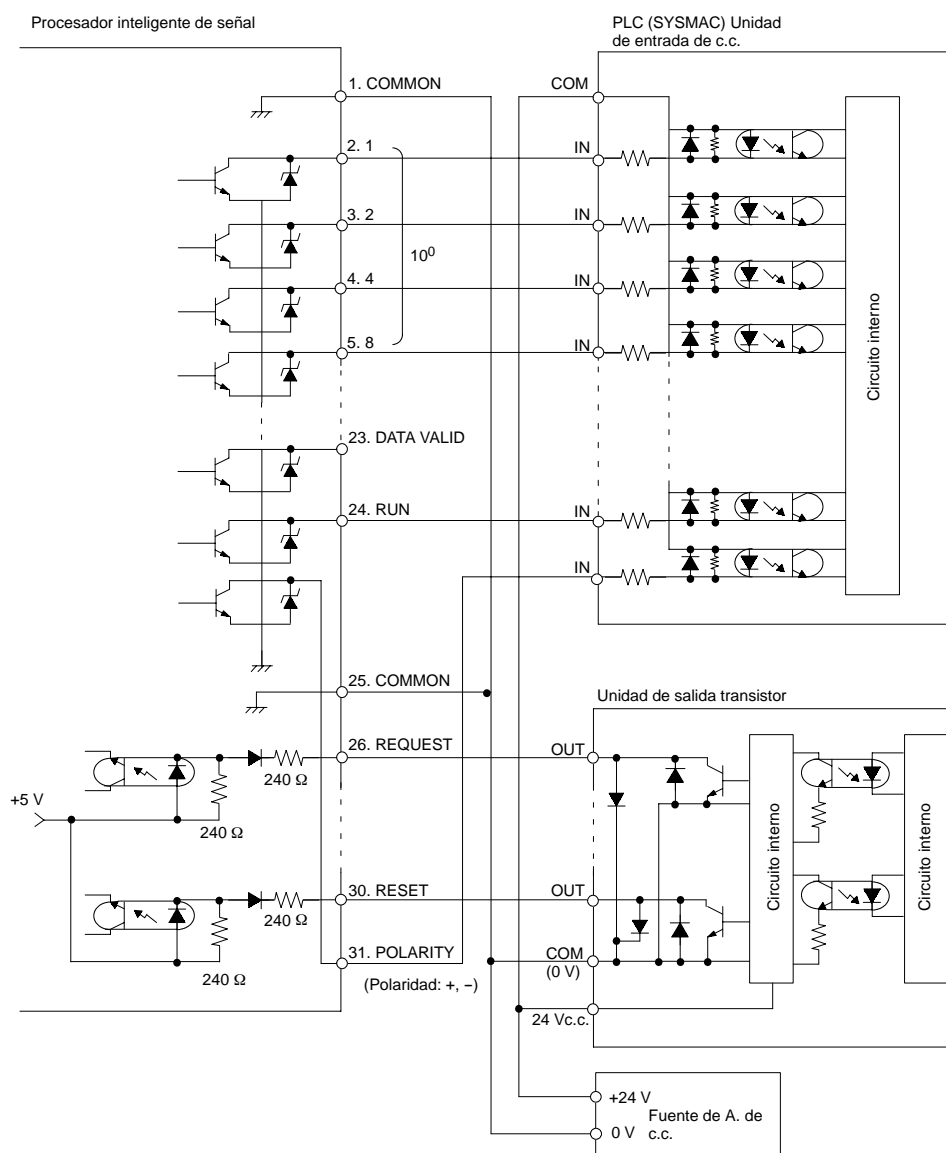 Procesador inteligente de señal
PLC (SYSMAC) Unidad
de entrada de c.c.
1. COMMON
COM
2. 1
IN
3. 2
IN
10⁰
4. 4
IN
5. 8
IN
Circuito interno
23. DATA VALID
24. RUN
IN
IN
25. COMMON
Unidad de salida transistor
26. REQUEST
OUT
240 Ω
+5 V
240 Ω
Circuito interno
Circuito interno
30. RESET
OUT
240 Ω
31. POLARITY
COM
(0 V)
240 Ω
(Polaridad: +, −)
24 Vc.c.
+24 V
Fuente de A. de
c.c.
0 V